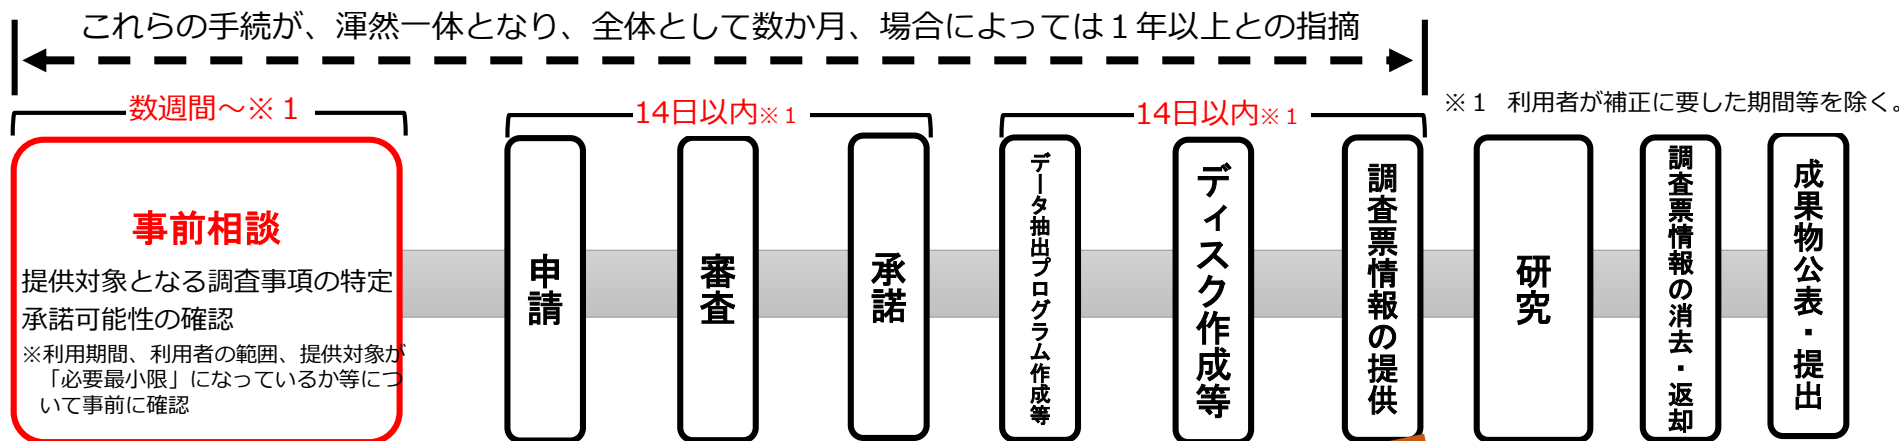 これらの手続が、渾然一体となり、全体として数か月、場合によっては１年以上との指摘
数週間～※１
14日以内※１
14日以内※１
※１　利用者が補正に要した期間等を除く。
事前相談
提供対象となる調査事項の特定
承諾可能性の確認
※利用期間、利用者の範囲、提供対象が
「必要最小限」になっているか等につ
いて事前に確認
申請
審査
承諾
データ抽出プログラム作成等
ディスク作成等
調査票情報の提供
研究
調査票情報の消去・返却
成果物公表・提出